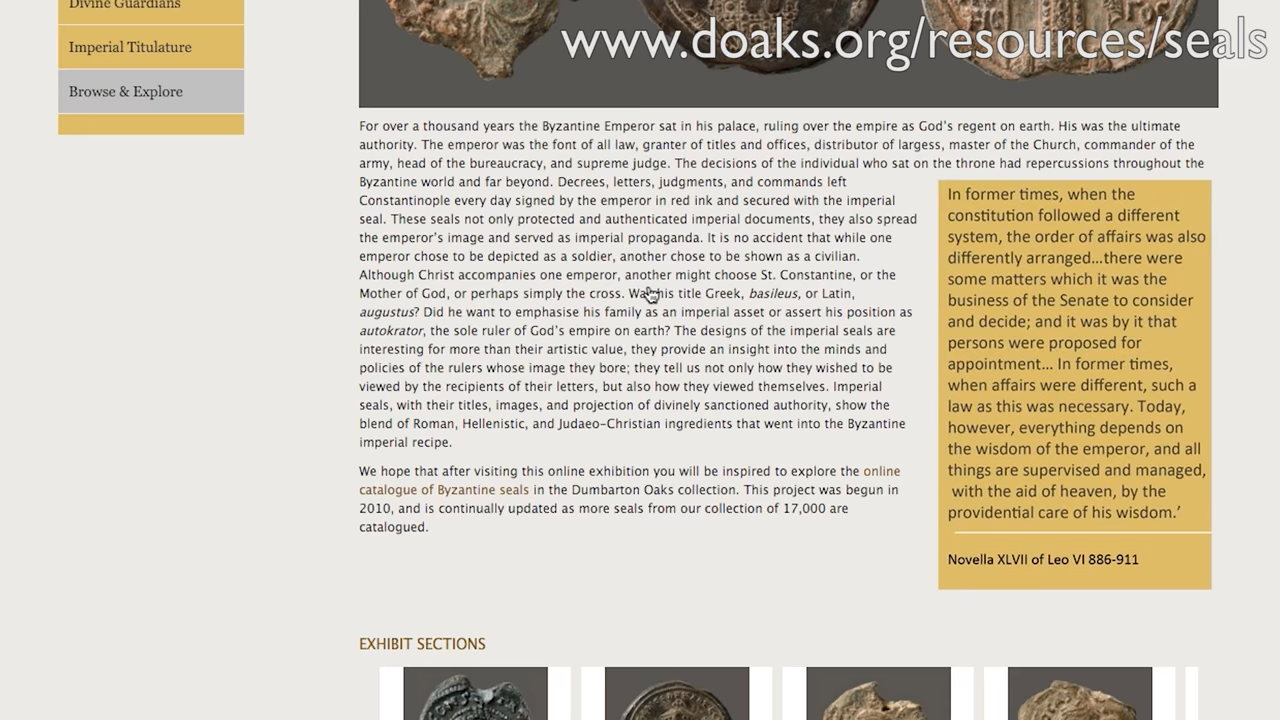 Divine Guardians
Imperial Titulature
Browse & Explore
www.doaks.org/resources/seals
For over a thousand years the Byzantine Emperor sat in his palace, ruling over the empire as God's regent on earth. His was the ultimate
authority. The emperor was the font of all law, granter of titles and offices, distributor of largess, master of the Church, commander of the
army, head of the bureaucracy, and supreme judge. The decisions of the individual who sat on the throne had repercussions throughout the
Byzantine world and far beyond. Decrees, letters, judgments, and commands left
Constantinople every day signed by the emperor in red ink and secured with the imperial
seal. These seals not only protected and authenticated imperial documents, they also spread
the emperor's image and served as imperial propaganda. It is no accident that while one
emperor chose to be depicted as a soldier, another chose to be shown as a civilian.
Although Christ accompanies one emperor, another might choose St. Constantine, or the
Mother of God, or perhaps simply the cross. Was his title Greek, basileus, or Latin,
augustus? Did he want to emphasise his family as an imperial asset or assert his position as
autokrator, the sole ruler of God's empire on earth? The designs of the imperial seals are
interesting for more than their artistic value, they provide an insight into the minds and
policies of the rulers whose image they bore; they tell us not only how they wished to be
viewed by the recipients of their letters, but also how they viewed themselves. Imperial
seals, with their titles, images, and projection of divinely sanctioned authority, show the
blend of Roman, Hellenistic, and Judaeo-Christian ingredients that went into the Byzantine
imperial recipe.
We hope that after visiting this online exhibition you will be inspired to explore the online
catalogue of Byzantine seals in the Dumbarton Oaks collection. This project was begun in
2010, and is continually updated as more seals from our collection of 17,000 are
catalogued.
In former times, when the
constitution followed a different
system, the order of affairs was also
differently arranged...there were
some matters which it was the
business of the Senate to consider
and decide; and it was by it that
persons were proposed for
appointment... In former times,
when affairs were different, such a
law as this was necessary. Today,
however, everything depends on
the wisdom of the emperor, and all
things are supervised and managed,
with the aid of heaven, by the
providential care of his wisdom.'
Novella XLVII of Leo VI 886-911
EXHIBIT SECTIONS